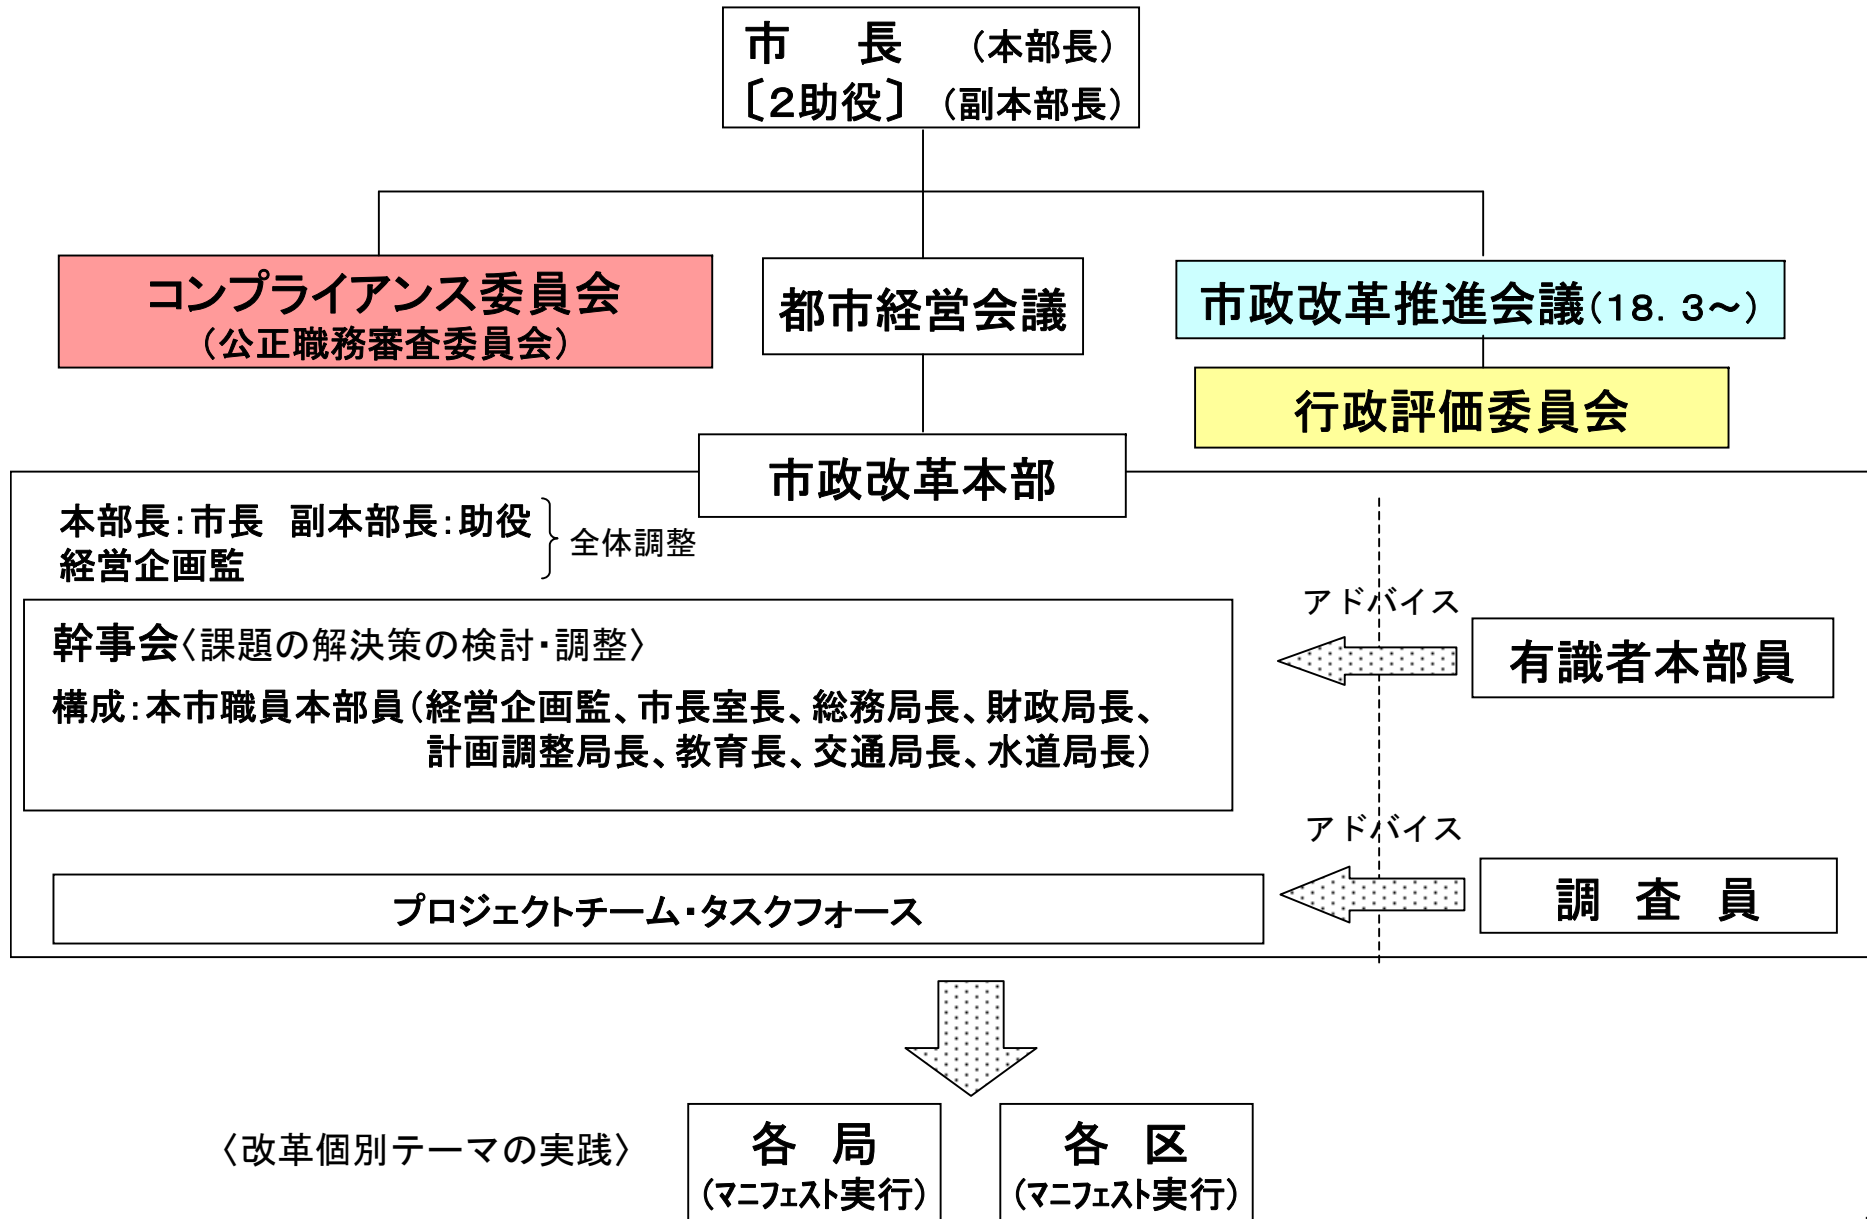 市　長　（本部長）
〔２助役〕（副本部長）
コンプライアンス委員会
（公正職務審査委員会）
都市経営会議
市政改革推進会議（１８．３～）
行政評価委員会
市政改革本部
本部長：市長　副本部長：助役
経営企画監
全体調整
幹事会〈課題の解決策の検討・調整〉
構成：本市職員本部員（経営企画監、市長室長、総務局長、財政局長、
計画調整局長、教育長、交通局長、水道局長）
アドバイス
有識者本部員
アドバイス
調　査　員
プロジェクトチーム・タスクフォース
〈改革個別テーマの実践〉
各　局
（マニフェスト実行）
各　区
（マニフェスト実行）